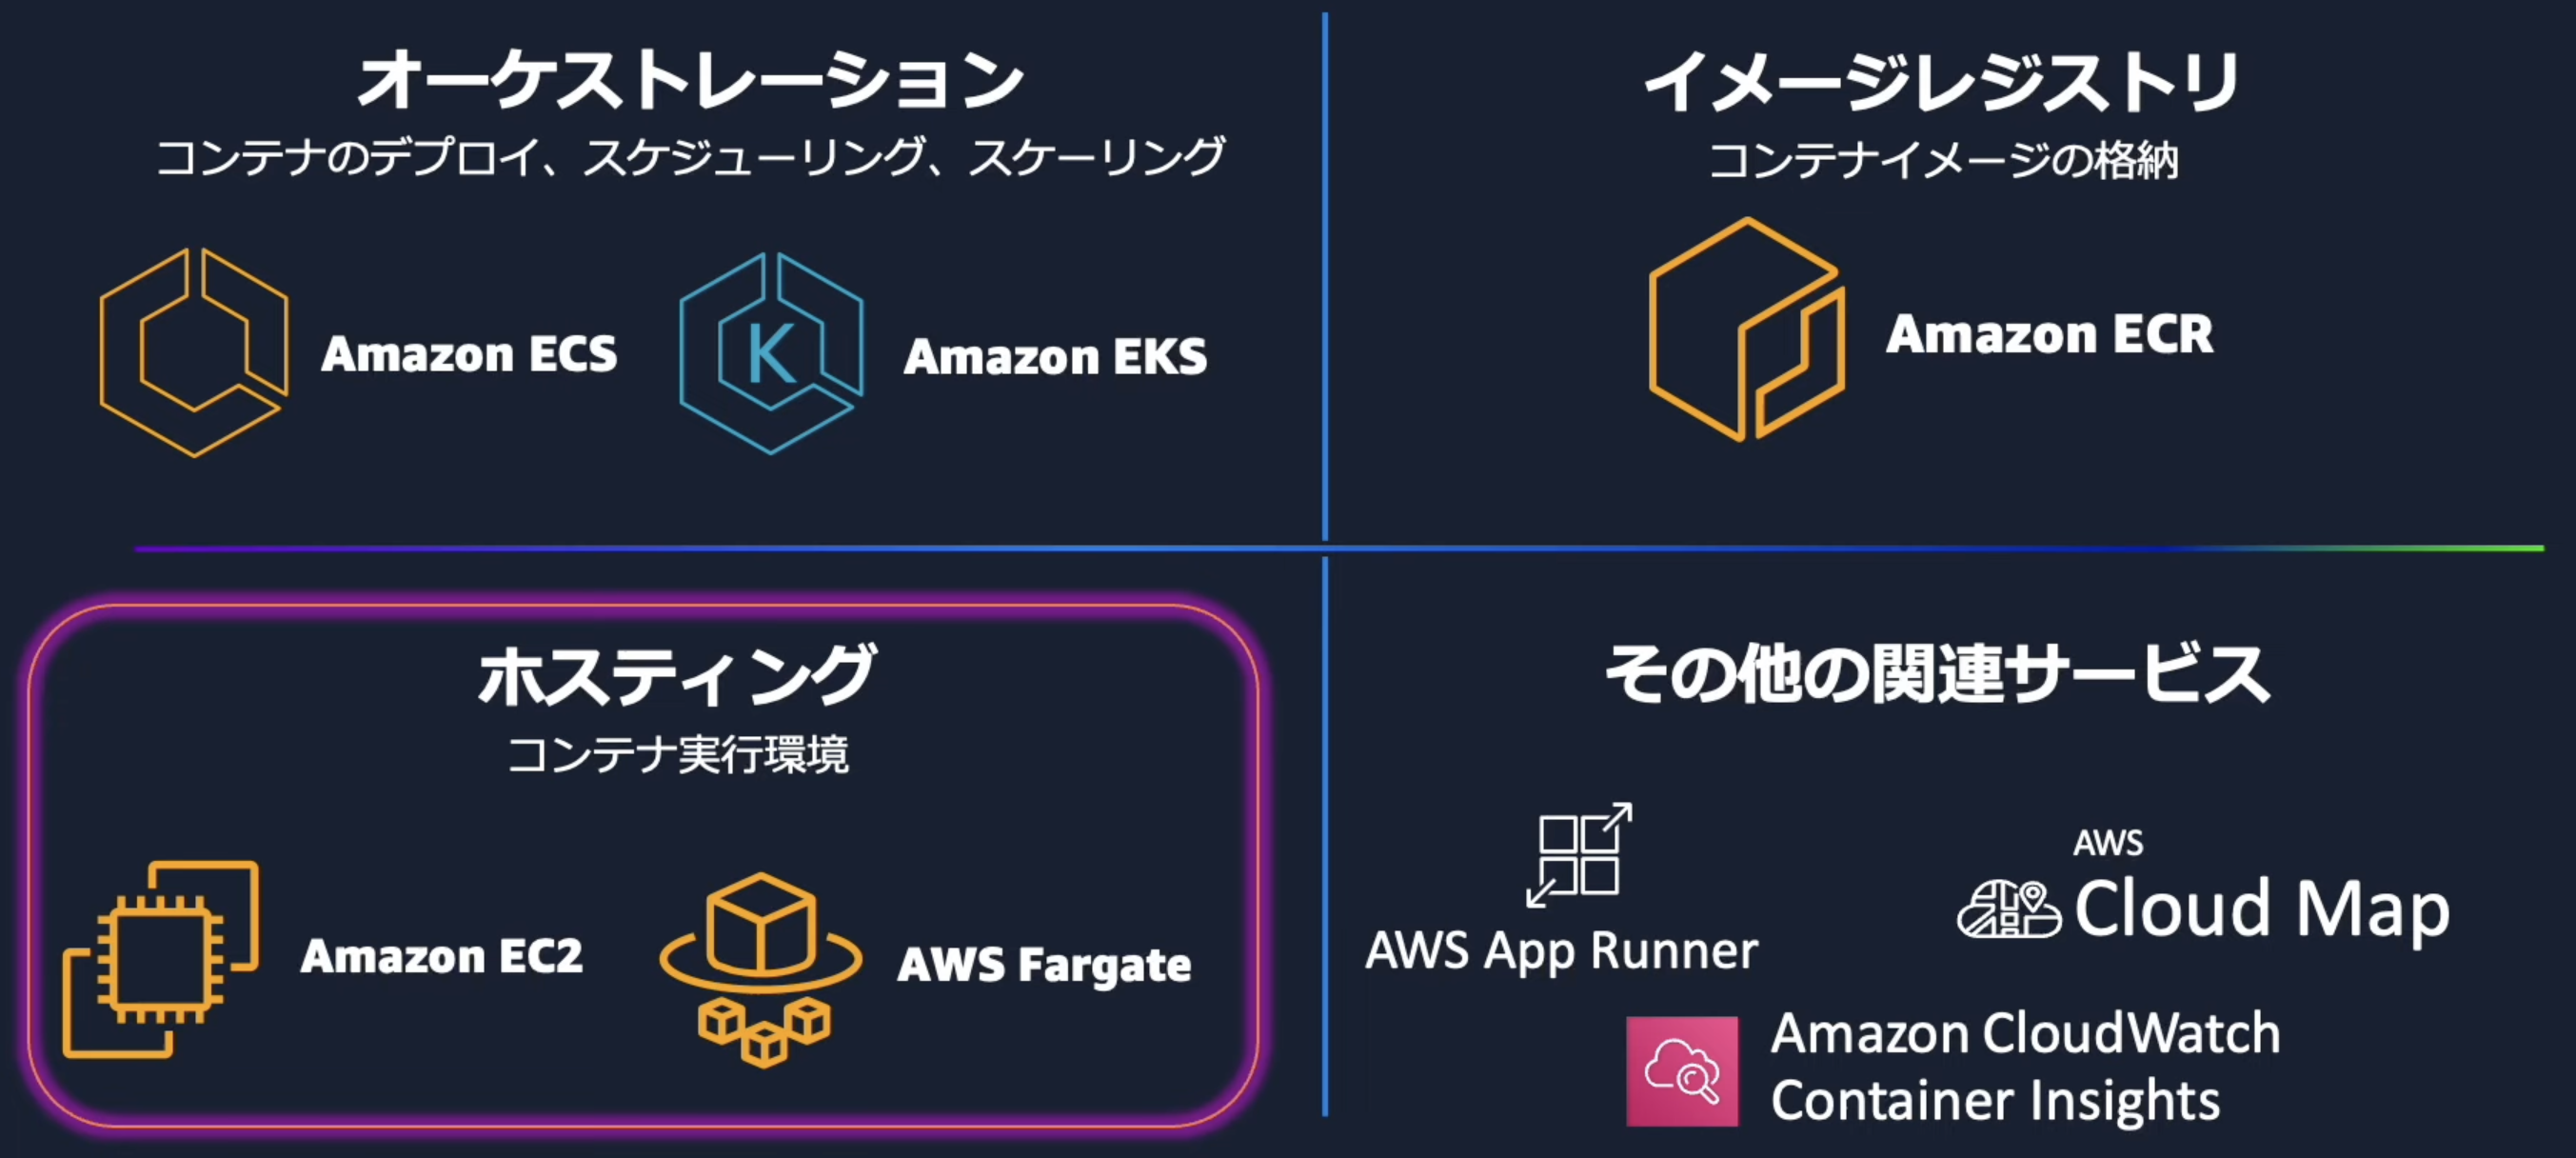 オーケストレーション
コンテナのデプロイ、スケジューリング、スケーリング
Amazon ECS
K
Amazon EKS
イメージレジストリ
コンテナイメージの格納
Amazon ECR
ホスティング
コンテナ実行環境
Amazon EC2
AWS Fargate
その他の関連サービス
AWS App Runner
AWS
Cloud Map
Amazon CloudWatch
Container Insights